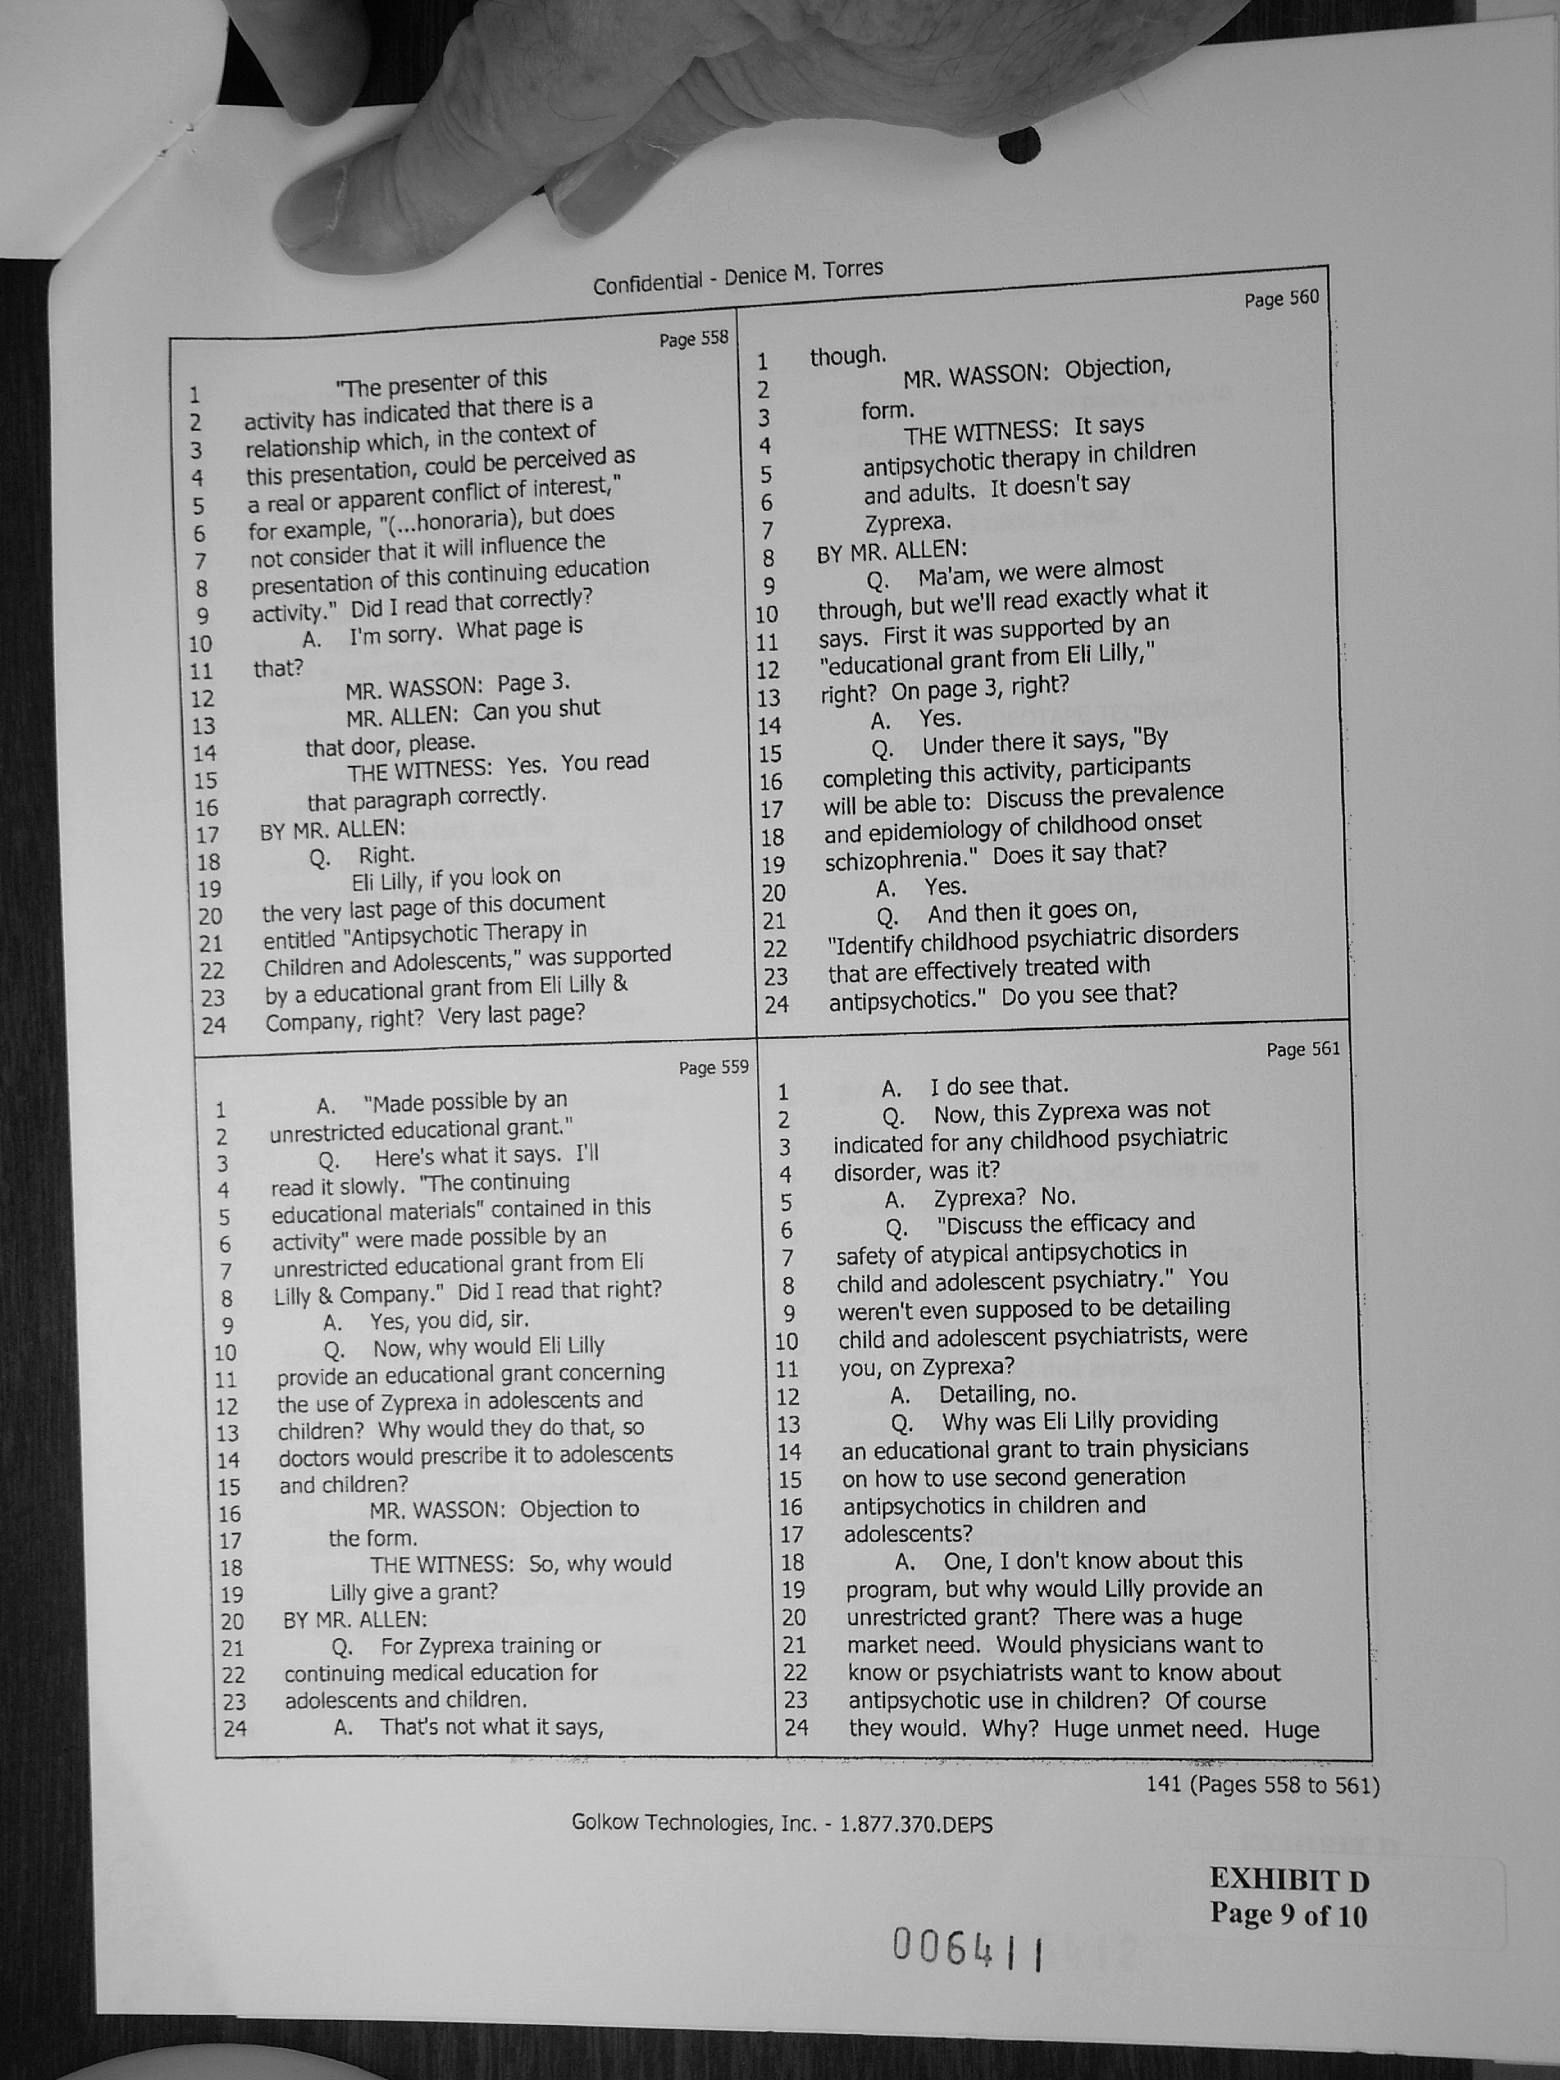 Confidential - Denice M. Torres
Page 558
1 "The presenter of this
2 activity has indicated that there is a
3 relationship which, in the context of
4 this presentation, could be perceived as
5 a real or apparent conflict of interest,"
6 for example, "(...honoraria), but does
7 not consider that it will influence the
8 presentation of this continuing education
9 activity." Did I read that correctly?
10 A. I'm sorry. What page is
11 that?
12 MR. WASSON: Page 3.
13 MR. ALLEN: Can you shut
14 that door, please.
15 THE WITNESS: Yes. You read
16 that paragraph correctly.
17 BY MR. ALLEN:
18 Q. Right.
19 Eli Lilly, if you look on
20 the very last page of this document
21 entitled "Antipsychotic Therapy in
22 Children and Adolescents," was supported
23 by a educational grant from Eli Lilly &
24 Company, right? Very last page?
Page 559
1 A. "Made possible by an
2 unrestricted educational grant."
3 Q. Here's what it says. I'll
4 read it slowly. "The continuing
5 educational materials" contained in this
6 activity" were made possible by an
7 unrestricted educational grant from Eli
8 Lilly & Company." Did I read that right?
9 A. Yes, you did, sir.
10 Q. Now, why would Eli Lilly
11 provide an educational grant concerning
12 the use of Zyprexa in adolescents and
13 children? Why would they do that, so
14 doctors would prescribe it to adolescents
15 and children?
16 MR. WASSON: Objection to
17 the form.
18 THE WITNESS: So, why would
19 Lilly give a grant?
20 BY MR. ALLEN:
21 Q. For Zyprexa training or
22 continuing medical education for
23 adolescents and children.
24 A. That's not what it says,
Page 560
1 though.
2 MR. WASSON: Objection,
3 form.
4 THE WITNESS: It says
5 antipsychotic therapy in children
6 and adults. It doesn't say
7 Zyprexa.
8 BY MR. ALLEN:
9 Q. Ma'am, we were almost
10 through, but we'll read exactly what it
11 says. First it was supported by an
12 "educational grant from Eli Lilly,"
13 right? On page 3, right?
14 A. Yes.
15 Q. Under there it says, "By
16 completing this activity, participants
17 will be able to: Discuss the prevalence
18 and epidemiology of childhood onset
19 schizophrenia." Does it say that?
20 A. Yes.
21 Q. And then it goes on,
22 "Identify childhood psychiatric disorders
23 that are effectively treated with
24 antipsychotics." Do you see that?
Page 561
1 A. I do see that.
2 Q. Now, this Zyprexa was not
3 indicated for any childhood psychiatric
4 disorder, was it?
5 A. Zyprexa? No.
6 Q. "Discuss the efficacy and
7 safety of atypical antipsychotics in
8 child and adolescent psychiatry." You
9 weren't even supposed to be detailing
10 child and adolescent psychiatrists, were
11 you, on Zyprexa?
12 A. Detailing, no.
13 Q. Why was Eli Lilly providing
14 an educational grant to train physicians
15 on how to use second generation
16 antipsychotics in children and
17 adolescents?
18 A. One, I don't know about this
19 program, but why would Lilly provide an
20 unrestricted grant? There was a huge
21 market need. Would physicians want to
22 know or psychiatrists want to know about
23 antipsychotic use in children? Of course
24 they would. Why? Huge unmet need. Huge
141 (Pages 558 to 561)
Golkow Technologies, Inc. - 1.877.370.DEPS
EXHIBIT D
Page 9 of 10
006411